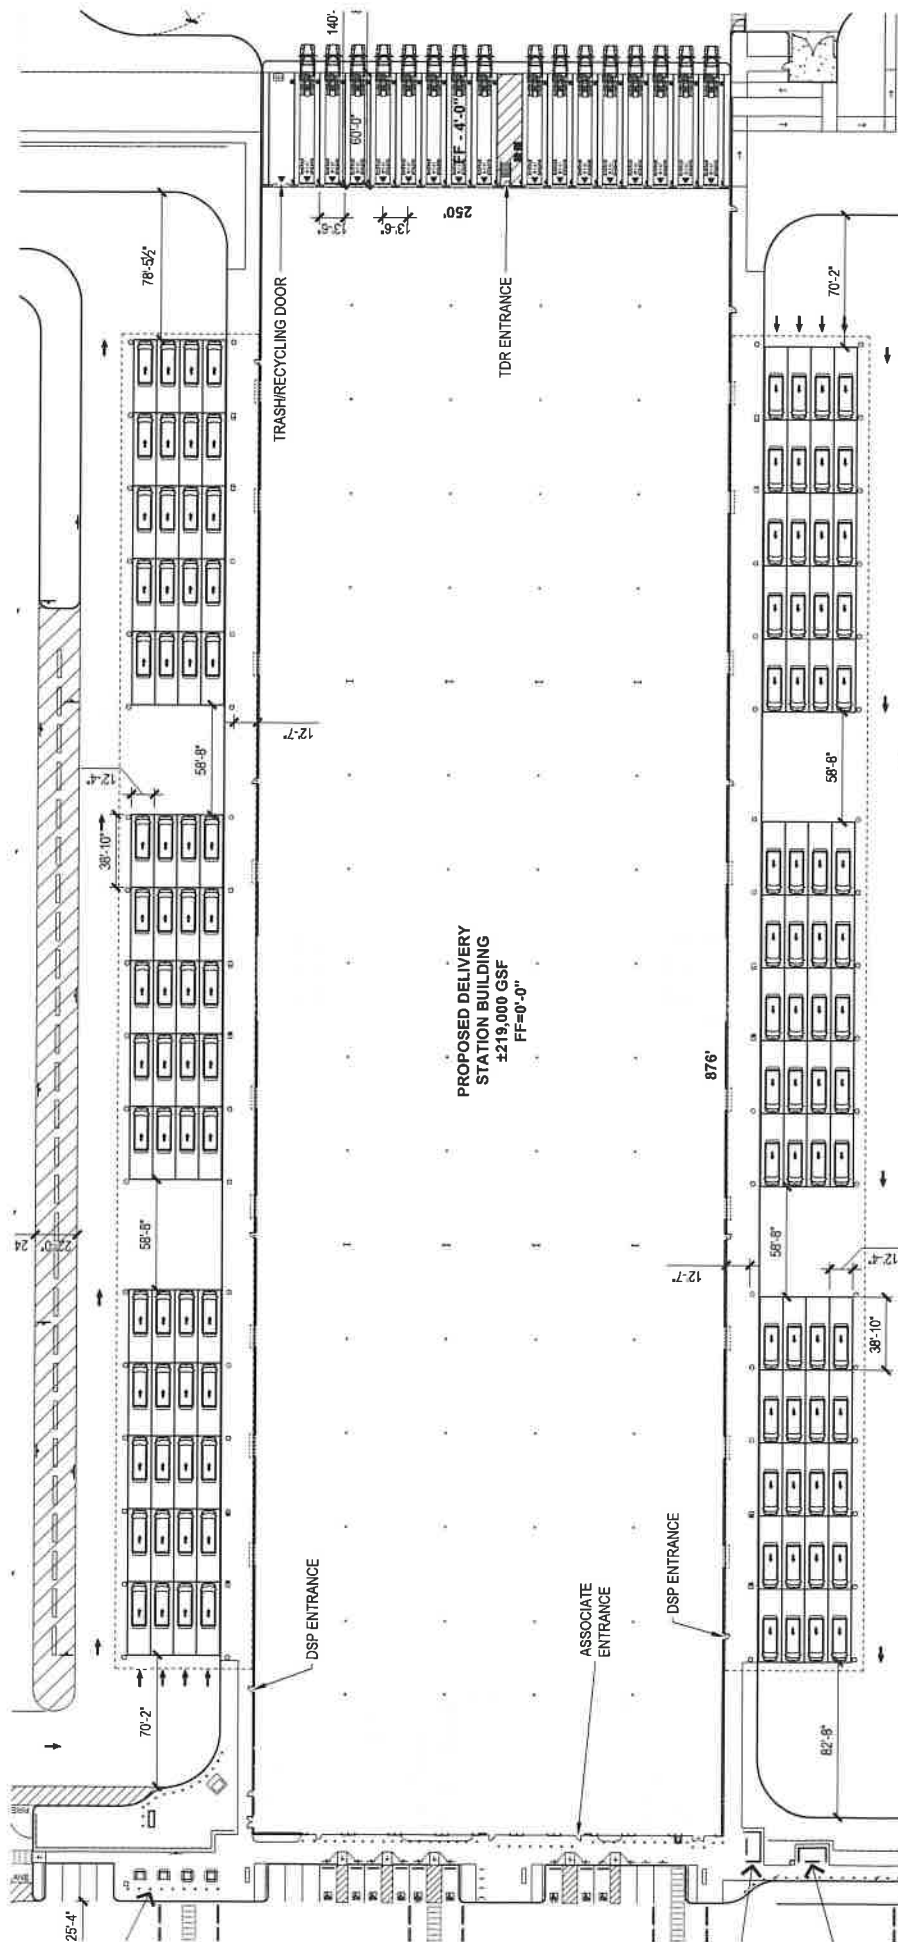 140'-
60'-0"
FF - 4'-0"
13'-6"
13'-6"
250'
78'-5½"
70'-2"
TRASH/RECYCLING DOOR
TDR ENTRANCE
12'-7"
58'-8"
58'-8"
12'-4"
38'-10"
PROPOSED DELIVERY
STATION BUILDING
±219,000 GSF
FF=0'-0"
876'
58'-8"
24
22'-0"
58'-8"
12'-7"
12'-4"
38'-10"
DSP ENTRANCE
ASSOCIATE
ENTRANCE
DSP ENTRANCE
70'-2"
82'-8"
FIRE
25'-4"